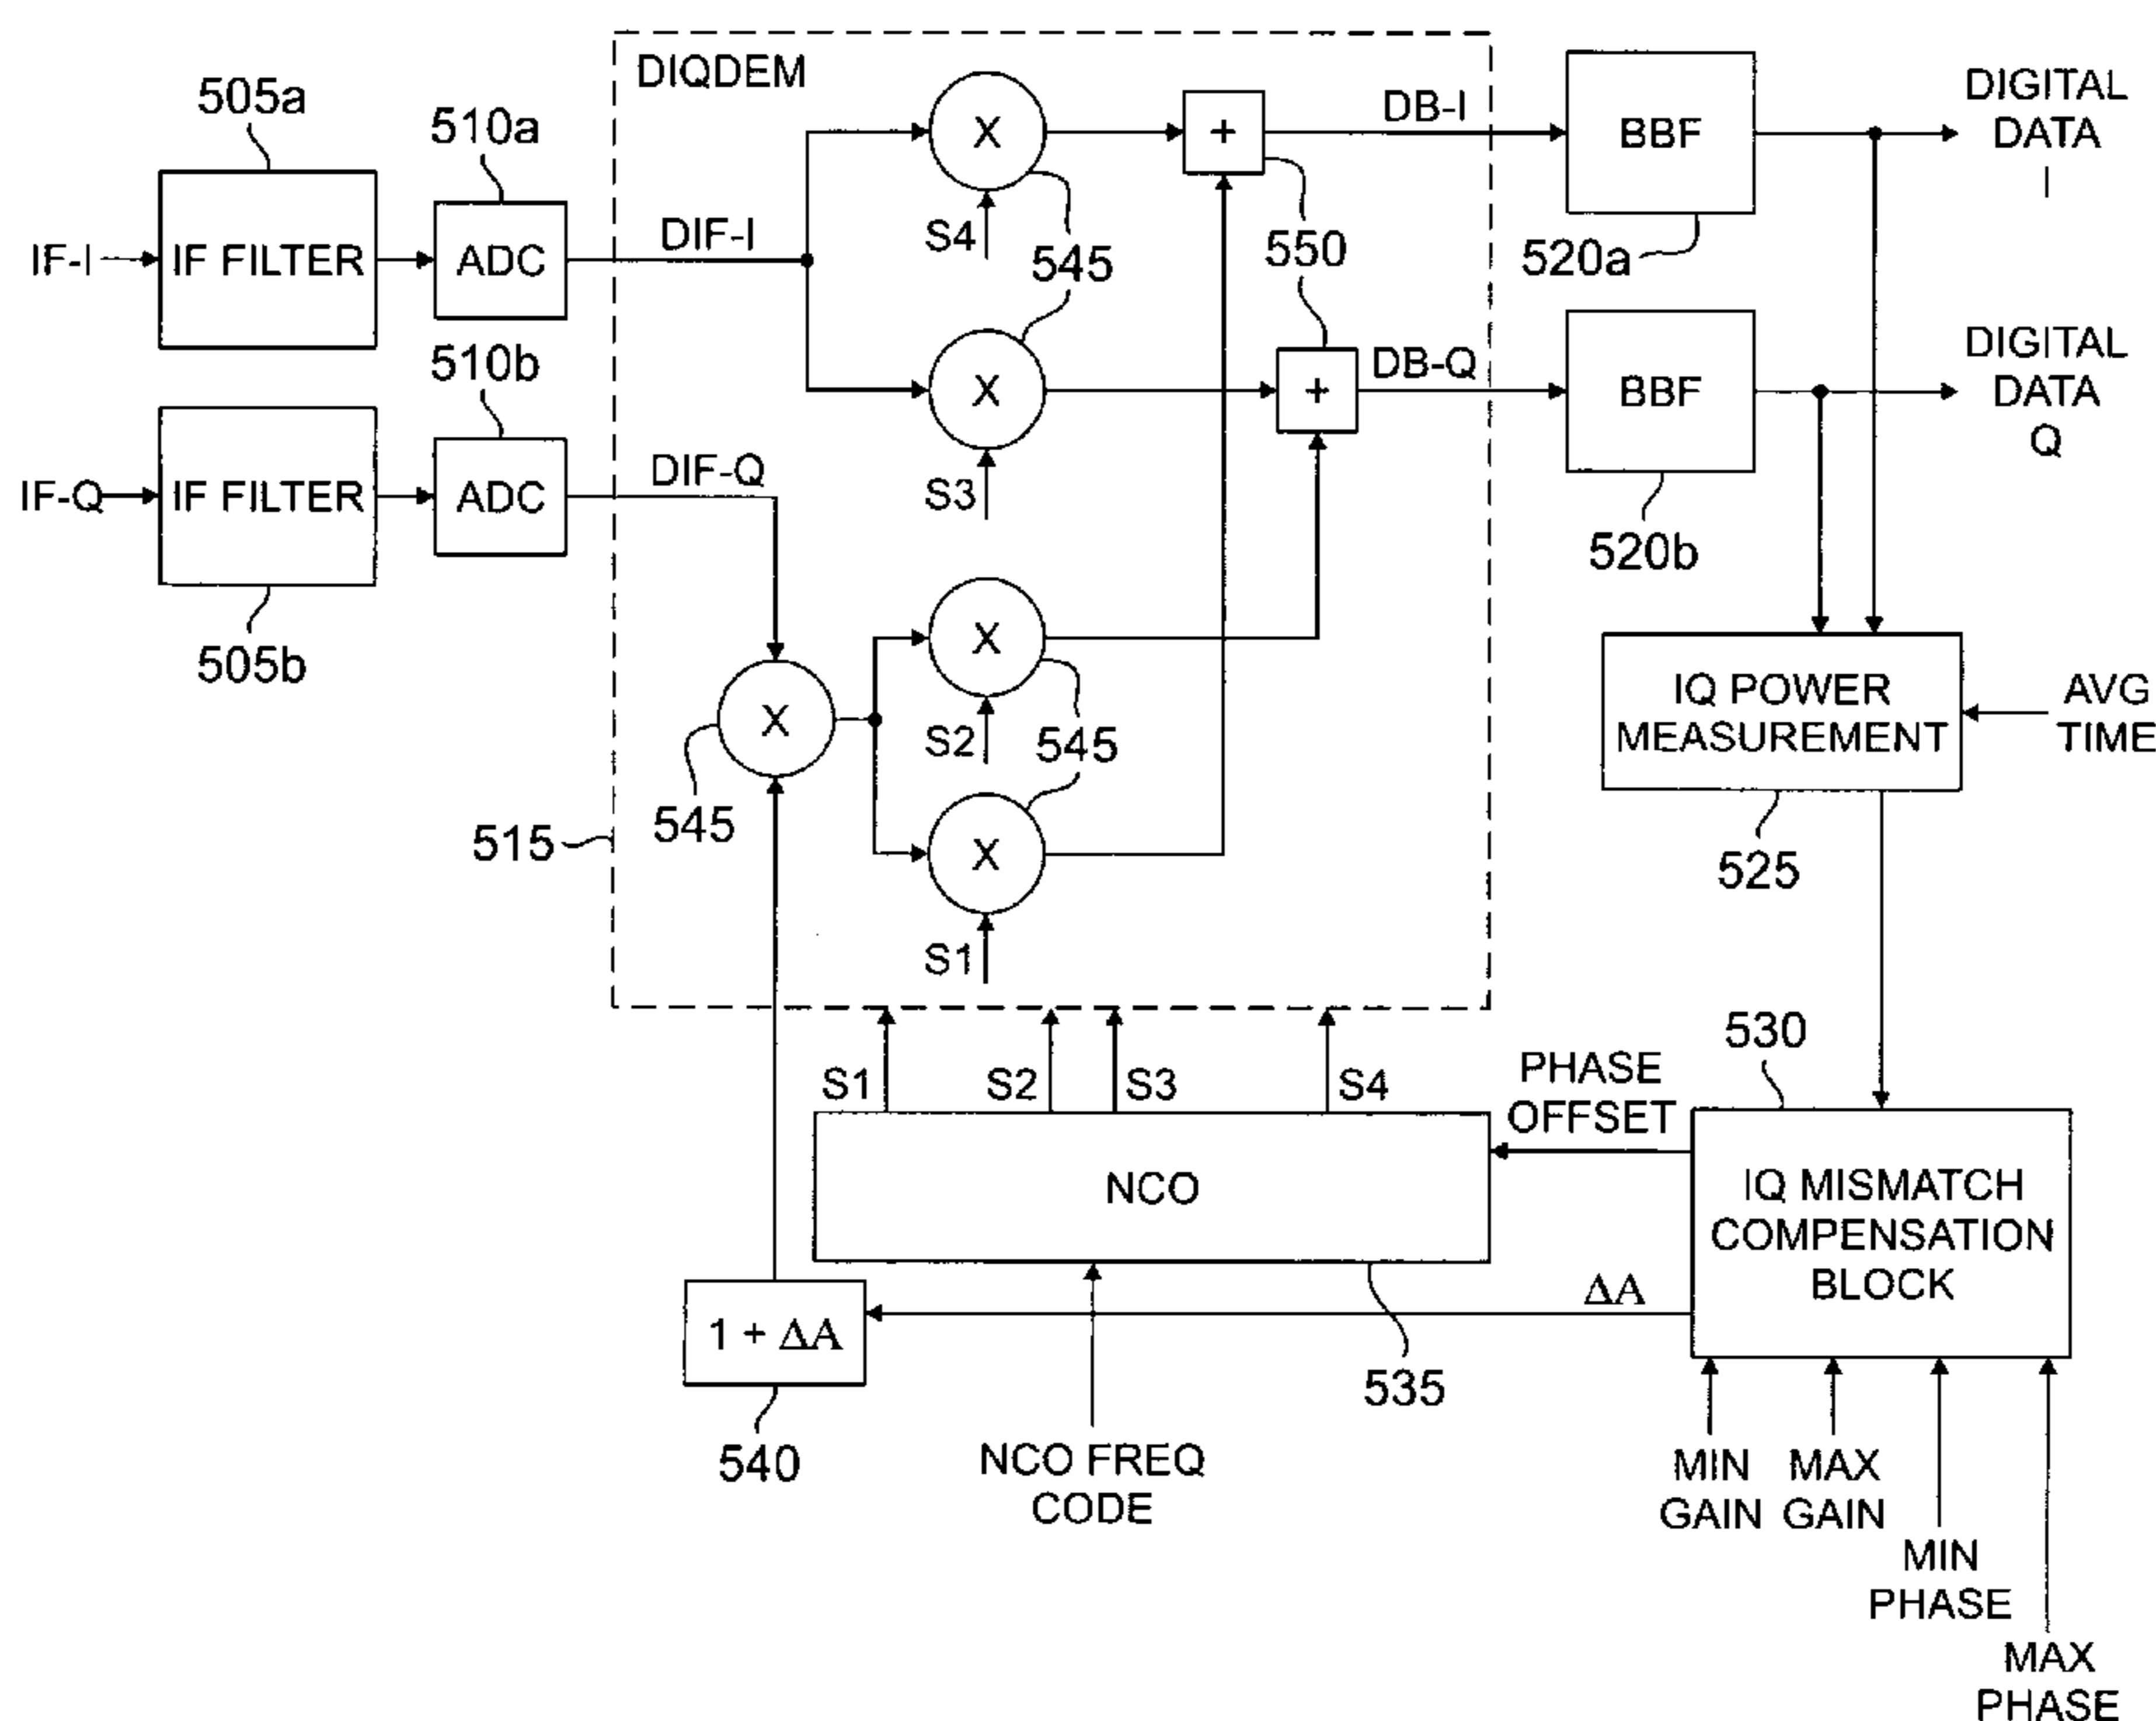 DIQDEM
505a
510a
IF-I
IF FILTER
ADC
DIF-I
X
S4
545
+
550
DB-I
BBF
520a
DIGITAL
DATA
I
510b
X
S3
+
DB-Q
BBF
520b
DIGITAL
DATA
Q
IF-Q
IF FILTER
505b
ADC
DIF-Q
X
545
X
S2
545
X
S1
515
IQ POWER
MEASUREMENT
AVG
TIME
525
S1
S2
S3
S4
NCO
535
PHASE
OFFSET
530
IQ MISMATCH
COMPENSATION
BLOCK
ΔA
1 + ΔA
540
NCO FREQ
CODE
MIN
GAIN
MAX
GAIN
MIN
PHASE
MAX
PHASE